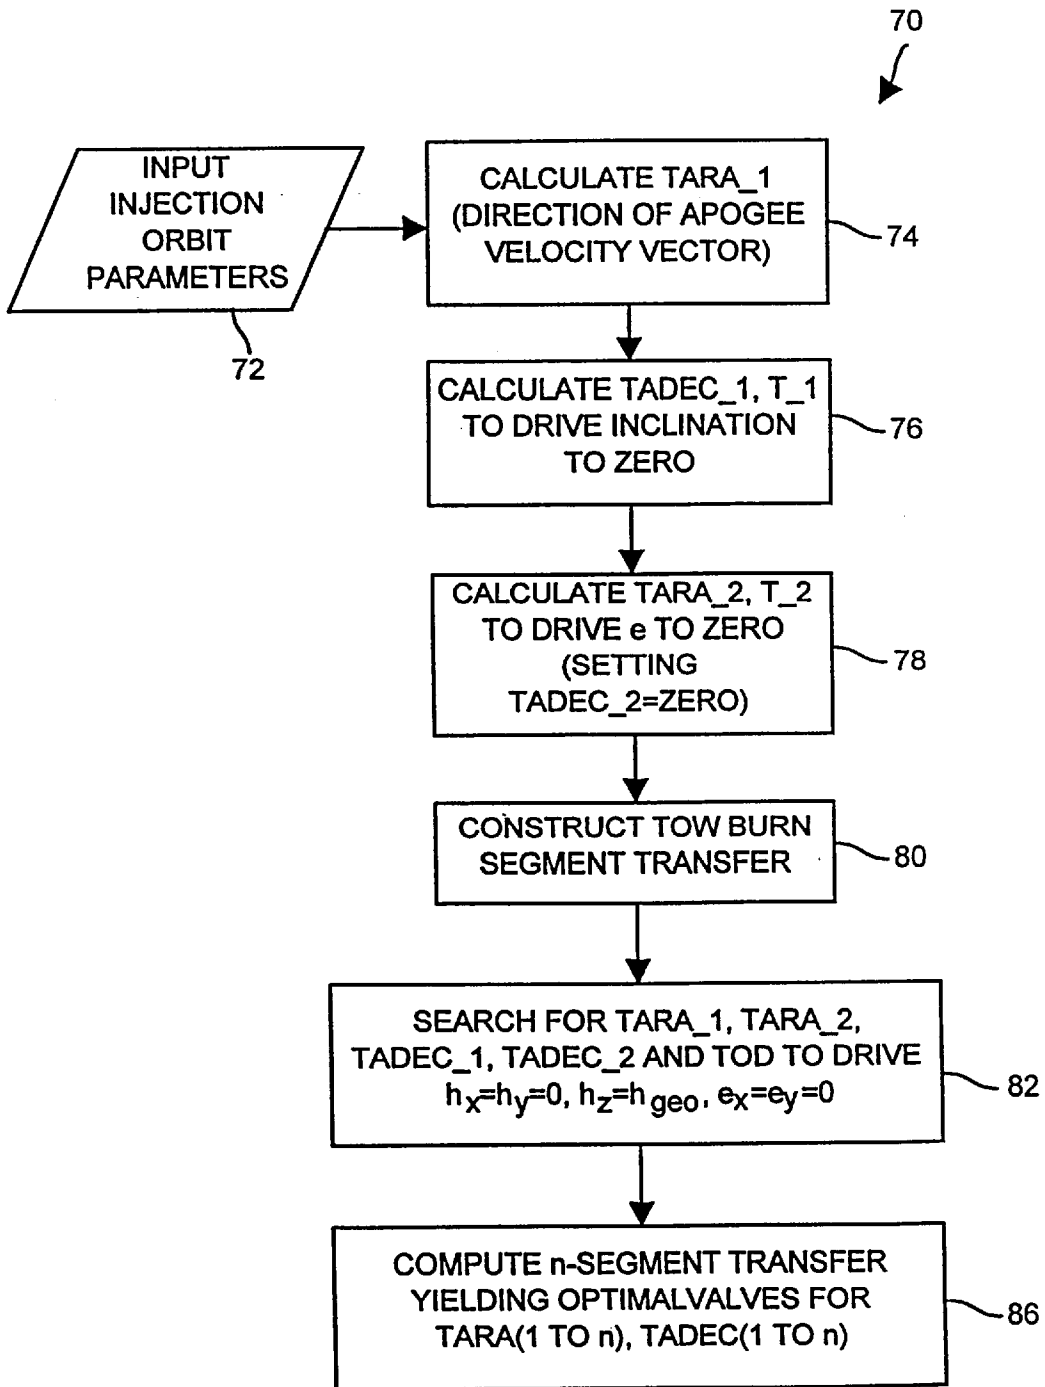 70
INPUT
INJECTION
ORBIT
PARAMETERS
72
CALCULATE TARA_1
(DIRECTION OF APOGEE
VELOCITY VECTOR)
74
CALCULATE TADEC_1, T_1
TO DRIVE INCLINATION
TO ZERO
76
CALCULATE TARA_2, T_2
TO DRIVE e TO ZERO
(SETTING
TADEC_2=ZERO)
78
CONSTRUCT TOW BURN
SEGMENT TRANSFER
80
SEARCH FOR TARA_1, TARA_2,
TADEC_1, TADEC_2 AND TOD TO DRIVE
hx=hy=0, hz=hgeo, ex=ey=0
82
COMPUTE n-SEGMENT TRANSFER
YIELDING OPTIMALVALVES FOR
TARA(1 TO n), TADEC(1 TO n)
86